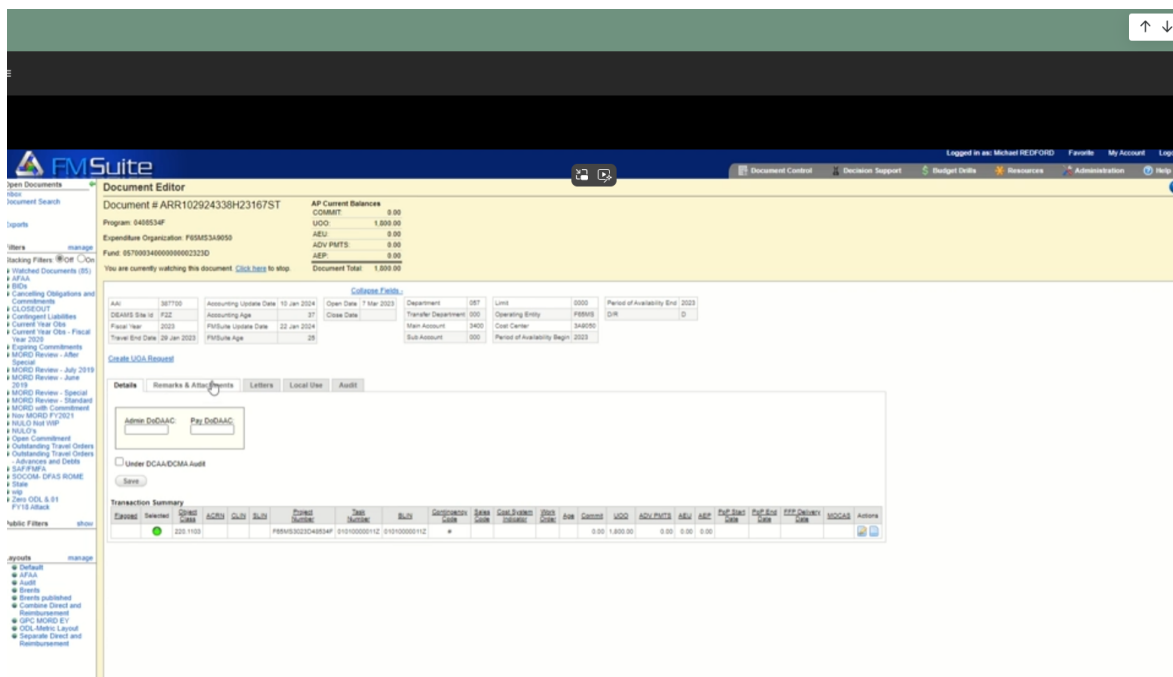 Logged in as: Michael REDFORD Favorite My Account
FMSuite
Document Control Decision Support $ Budget Drills Resources Administration Help
Open Documents
Inbox
Document Search
Exports
Filters manage
Stacking Filters: Off On
Watched Documents (85)
AFAA
BIDs
Cancelling Obligations and
Commitments
CLOSEOUT
Contingent Liabilities
Current Year Obs
Current Year Obs - Fiscal
Year 2020
Expiring Commitments
MORD Review - After
Special
MORD Review - July 2019
MORD Review - June
2019
MORD Review - Special
MORD Review - Standard
MORD with Commitment
Nov MORD FY2021
NULO Not WIP
NULO's
Open Commitment
Outstanding Travel Orders
Outstanding Travel Orders
- Advances and Debts
SAF/FMFA
SOCOM- DFAS ROME
State
wip
Zero ODL & 01
FY18 Attack
Public Filters show
Layouts manage
Default
AFAA
Audit
Brents
Brents published
Combine Direct and
Reimbursement
GPC MORD EY
ODL-Metric Layout
Separate Direct and
Reimbursement
Document Editor
Document # ARR102924338H23167ST
Program: 0408534F
Expenditure Organization: F65MS3A9050
Fund: 05700034000000000002323D
You are currently watching this document. Click here to stop.
AP Current Balances
COMMIT: 0.00
UOO: 1,800.00
AEU: 0.00
ADV PMTS: 0.00
AEP: 0.00
Document Total: 1,800.00
Collapse Fields -
AAI 387700 Accounting Update Date 10 Jan 2024 Open Date 7 Mar 2023 Department 057 Limit 0000 Period of Availability End 2023
DEAMS Site Id F2Z Accounting Age 37 Close Date Transfer Department 000 Operating Entity F65MS D/R D
Fiscal Year 2023 FMSuite Update Date 22 Jan 2024 Main Account 3400 Cost Center 3A9050
Travel End Date 29 Jan 2023 FMSuite Age 25 Sub Account 000 Period of Availability Begin 2023
Create UOA Request
Details Remarks & Attachments Letters Local Use Audit
Admin DoDAAC: Pay DoDAAC:
Under DCAA/DCMA Audit
Save
Transaction Summary
Flagged Selected Object Class ACRN CLIN SLIN Project Number Task Number BLIN Contingency Code Sales Code Cost System Indicator Work Order Age Commit UOO ADV PMTS AEU AEP PoP Start Date PoP End Date FFP Delivery Date MOCAS Actions
220.1103 0.00 1,800.00 0.00 0.00 0.00